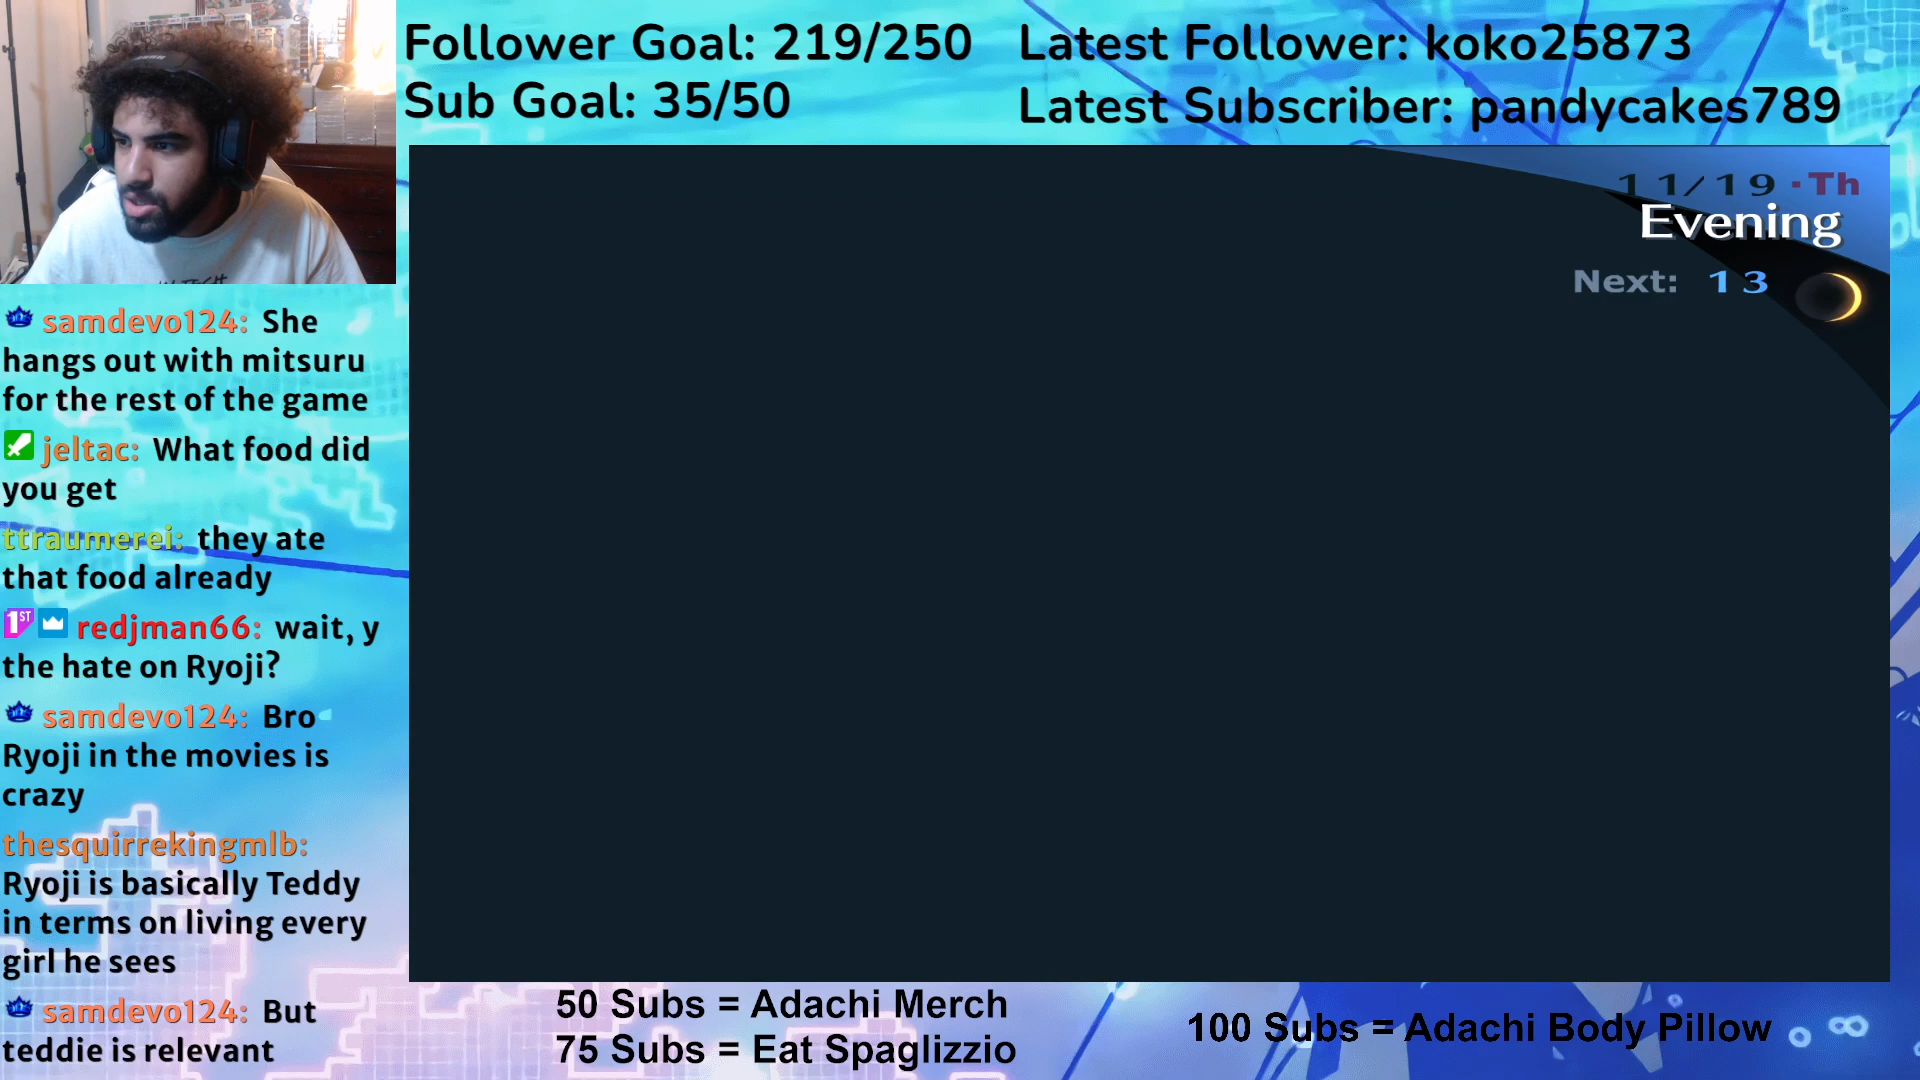 Follower Goal: 219/250
Sub Goal: 35/50
Latest Follower: koko25873
Latest Subscriber: pandycakes789
11/19 · Th
Evening
Next: 13
samdevo124: She
hangs out with mitsuru
for the rest of the game
jeltac: What food did
you get
ttraumerei: they ate
that food already
1ST redjman66: wait, y
the hate on Ryoji?
samdevo124: Bro
Ryoji in the movies is
crazy
thesquirrekingmlb:
Ryoji is basically Teddy
in terms on living every
girl he sees
samdevo124: But
teddie is relevant
50 Subs = Adachi Merch
75 Subs = Eat Spaglizzio
100 Subs = Adachi Body Pillow